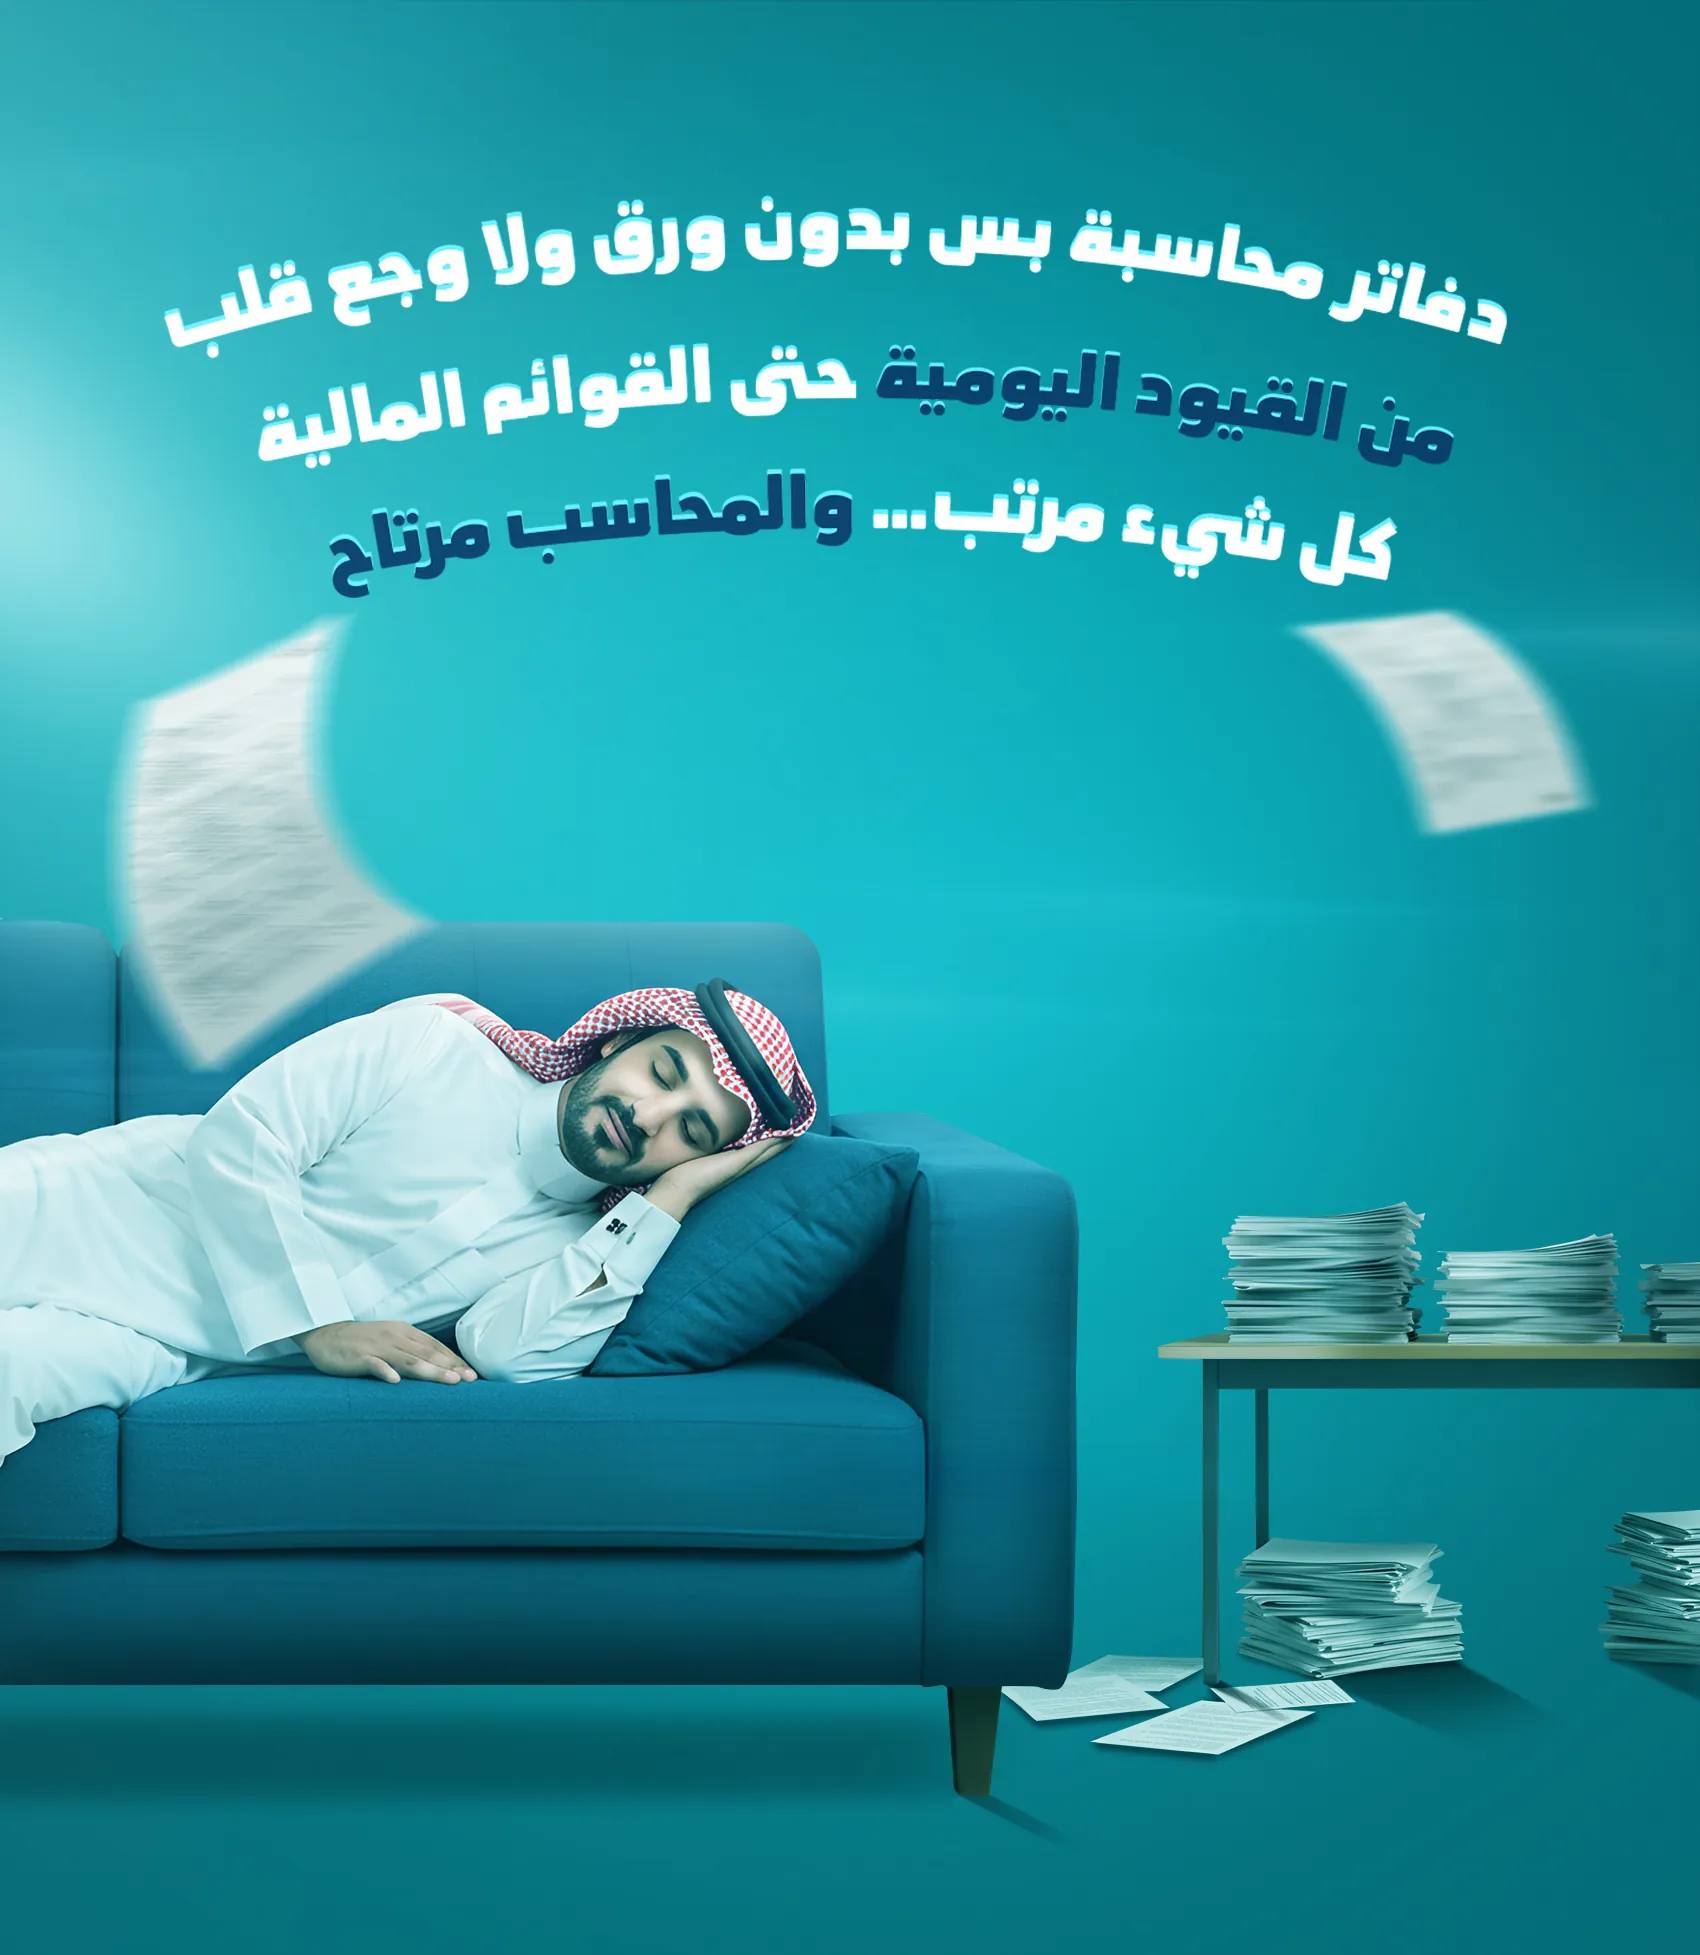 دفاتر محاسبة بس بدون ورق ولا وجع قلب
من القيود اليومية حتى القوائم المالية
كل شيء مرتب... والمحاسب مرتاح